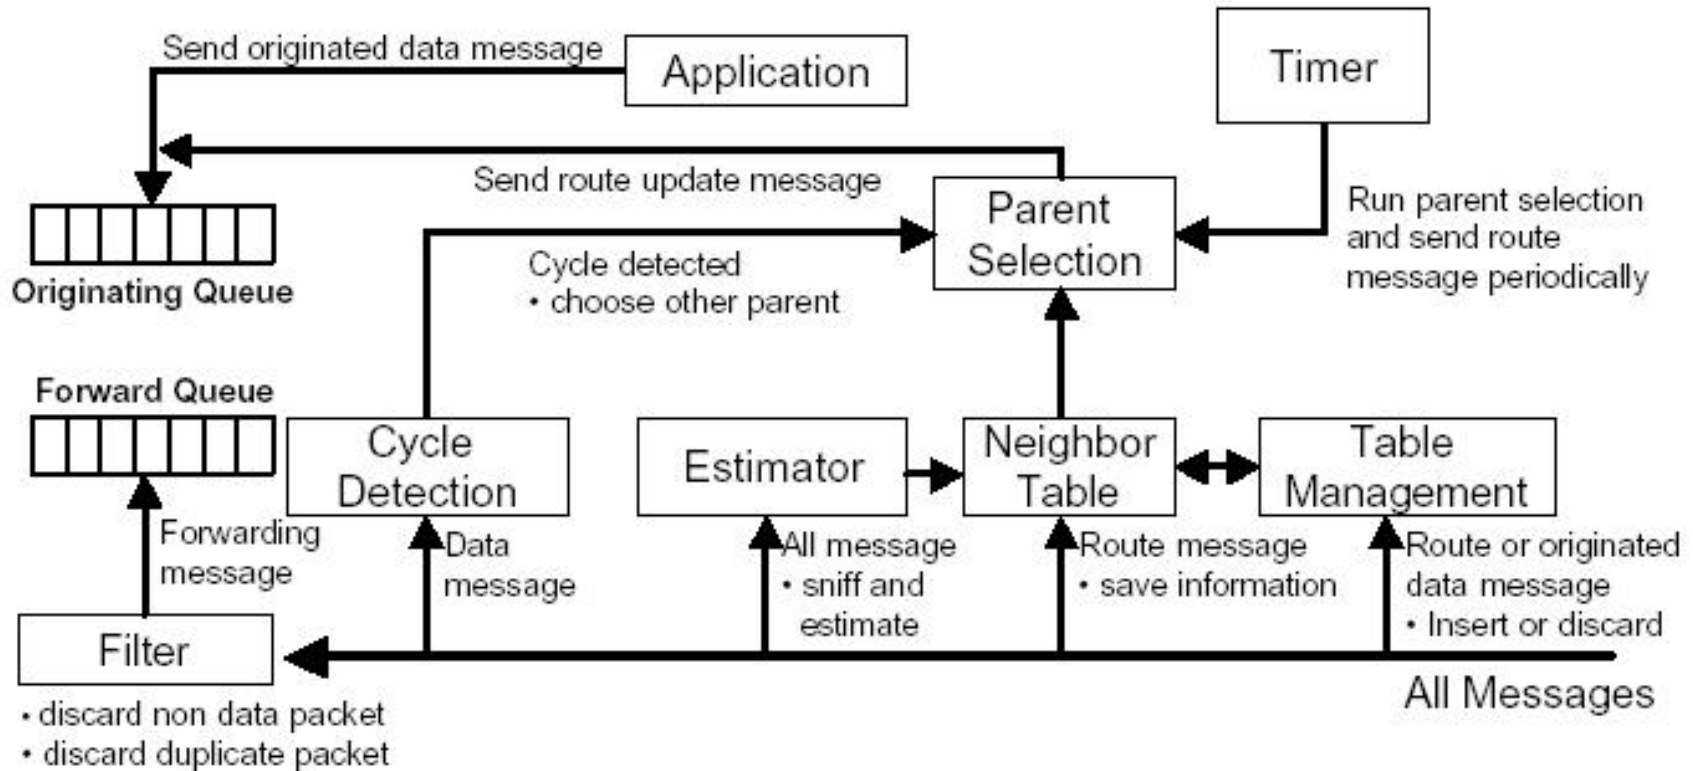 Send originated data message
Application
Timer
Send route update message
Parent
Selection
Run parent selection
and send route
message periodically
Originating Queue
Cycle detected
• choose other parent
Forward Queue
Cycle
Detection
Estimator
Neighbor
Table
Table
Management
Forwarding
message
Data
message
All message
• sniff and
estimate
Route message
• save information
Route or originated
data message
• Insert or discard
Filter
All Messages
• discard non data packet
• discard duplicate packet